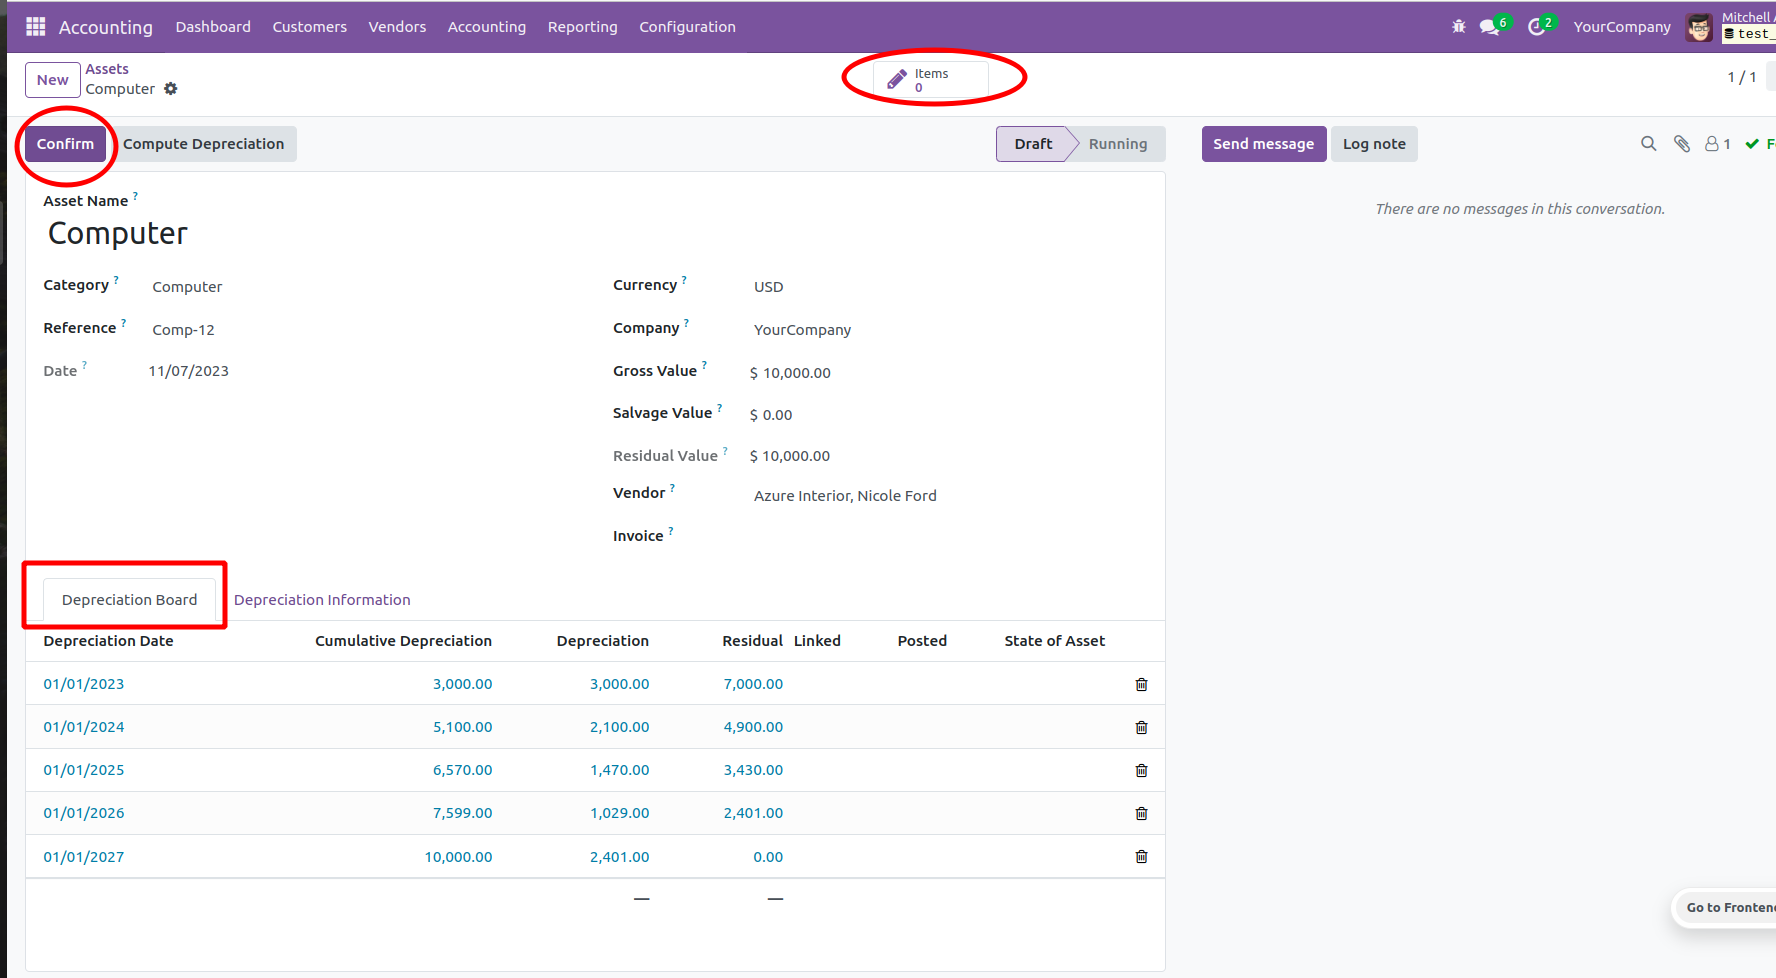 Accounting Dashboard Customers Vendors Accounting Reporting Configuration 6 2 YourCompany Mitchell
test_
New Assets
Computer
Items
0
1 / 1
Confirm Compute Depreciation Draft Running Send message Log note 1
There are no messages in this conversation.
Asset Name ?
Computer
Category ? Computer
Currency ? USD
Reference ? Comp-12
Company ? YourCompany
Date ? 11/07/2023
Gross Value ? $ 10,000.00
Salvage Value ? $ 0.00
Residual Value ? $ 10,000.00
Vendor ? Azure Interior, Nicole Ford
Invoice ?
Depreciation Board Depreciation Information
Depreciation Date Cumulative Depreciation Depreciation Residual Linked Posted State of Asset
01/01/2023 3,000.00 3,000.00 7,000.00
01/01/2024 5,100.00 2,100.00 4,900.00
01/01/2025 6,570.00 1,470.00 3,430.00
01/01/2026 7,599.00 1,029.00 2,401.00
01/01/2027 10,000.00 2,401.00 0.00
— —
Go to Fronten